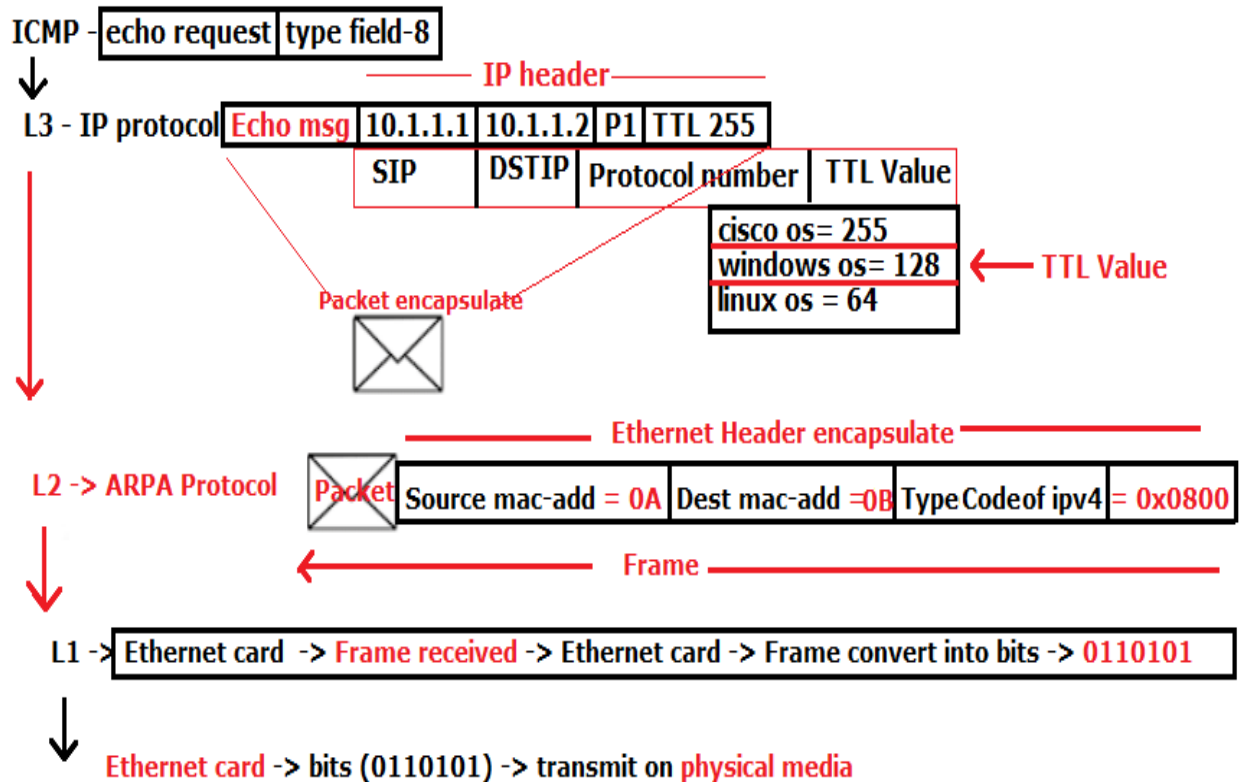 ICMP - echo request type field-8
IP header
L3 - IP protocol Echo msg 10.1.1.1 10.1.1.2 P1 TTL 255
SIP DSTIP Protocol number TTL Value
cisco os= 255
windows os= 128 TTL Value
linux os = 64
Packet encapsulate
Ethernet Header encapsulate
L2 -> ARPA Protocol Packet Source mac-add = 0A Dest mac-add =0B Type Code of ipv4 = 0x0800
Frame
L1 -> Ethernet card -> Frame received -> Ethernet card -> Frame convert into bits -> 0110101
Ethernet card -> bits (0110101) -> transmit on physical media